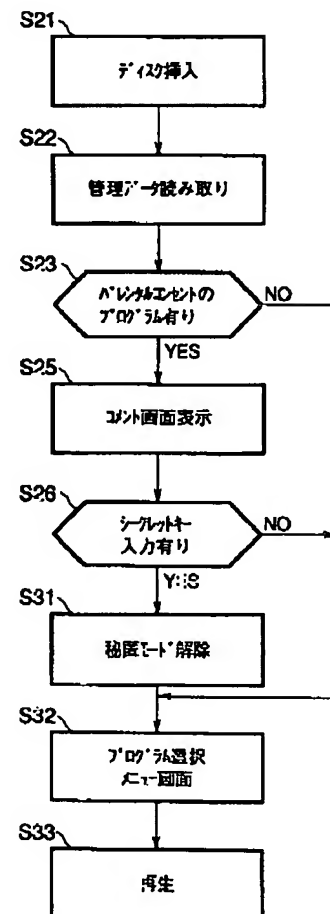 S21
ディスク挿入
S22
管理データ読み取り
S23
パレンタルコンセントの
プログラム有り
NO
YES
S25
コメント画面表示
S26
シークレットキー
入力有り
NO
YES
S31
秘匿モード解除
S32
プログラム選択
メニュー画面
S33
再生